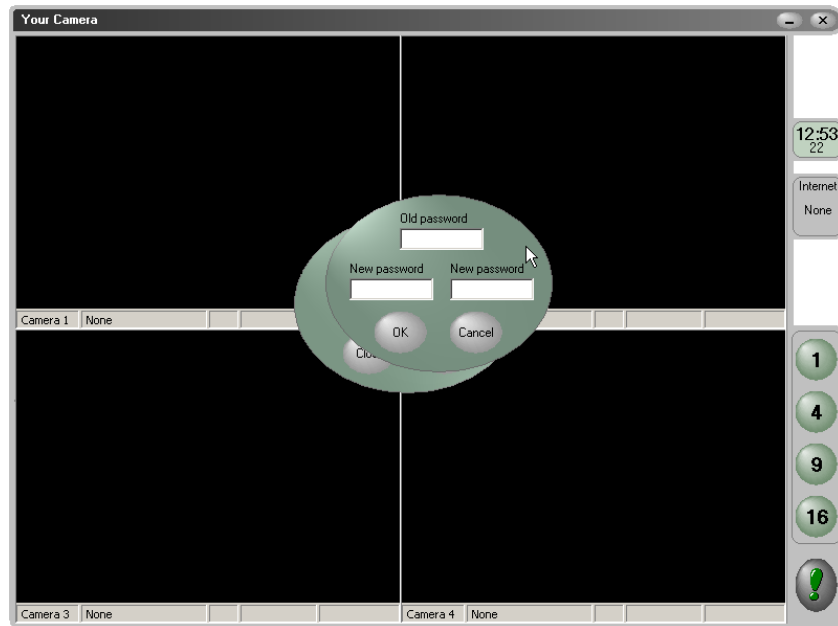 Your Camera
12:53
22
Internet
None
Old password
New password New password
OK Cancel
Camera 1 None
1
4
9
16
Camera 3 None Camera 4 None